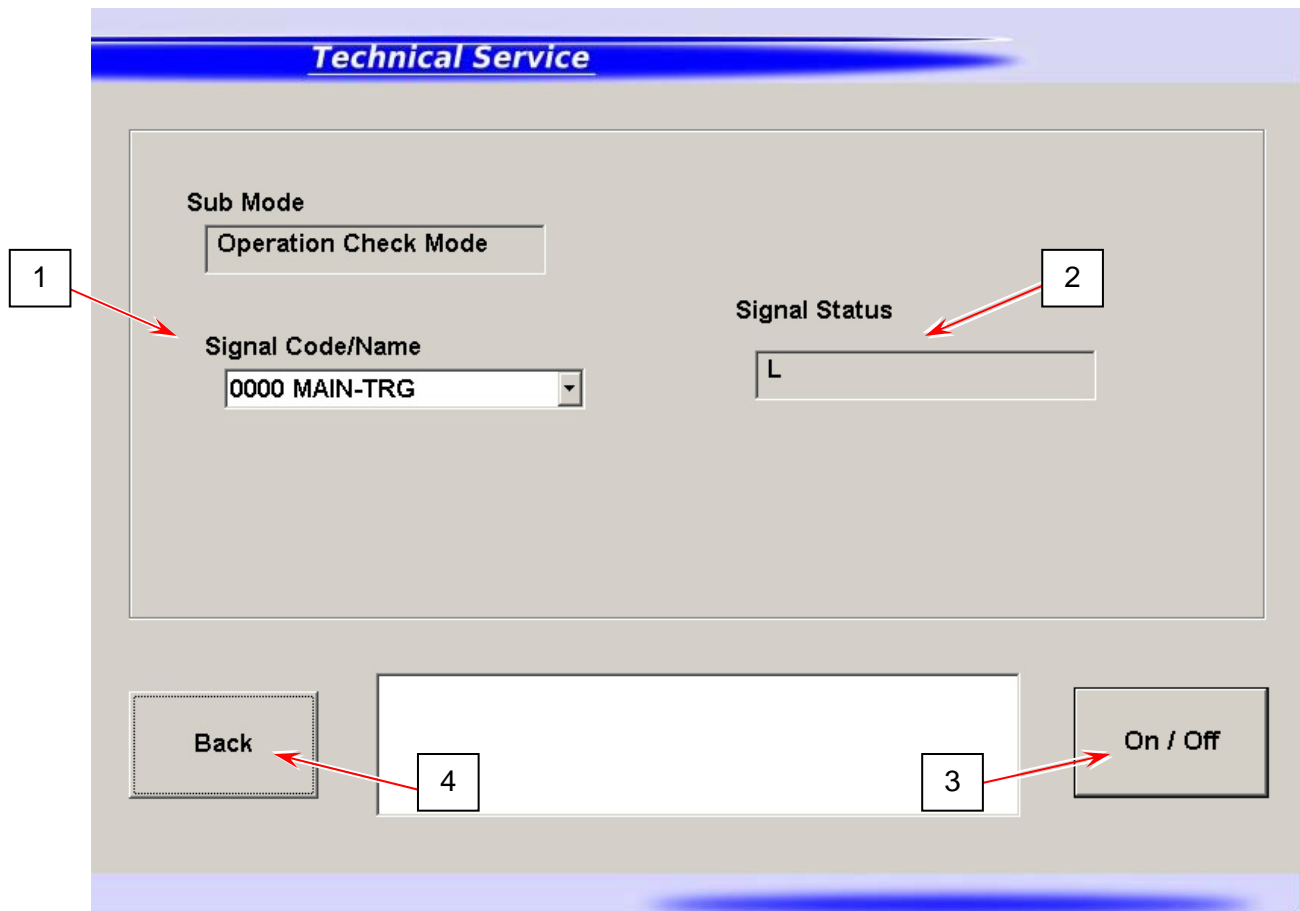 Technical Service
Sub Mode
Operation Check Mode
1
2
Signal Status
Signal Code/Name
L
0000 MAIN-TRG
Back
On / Off
4
3